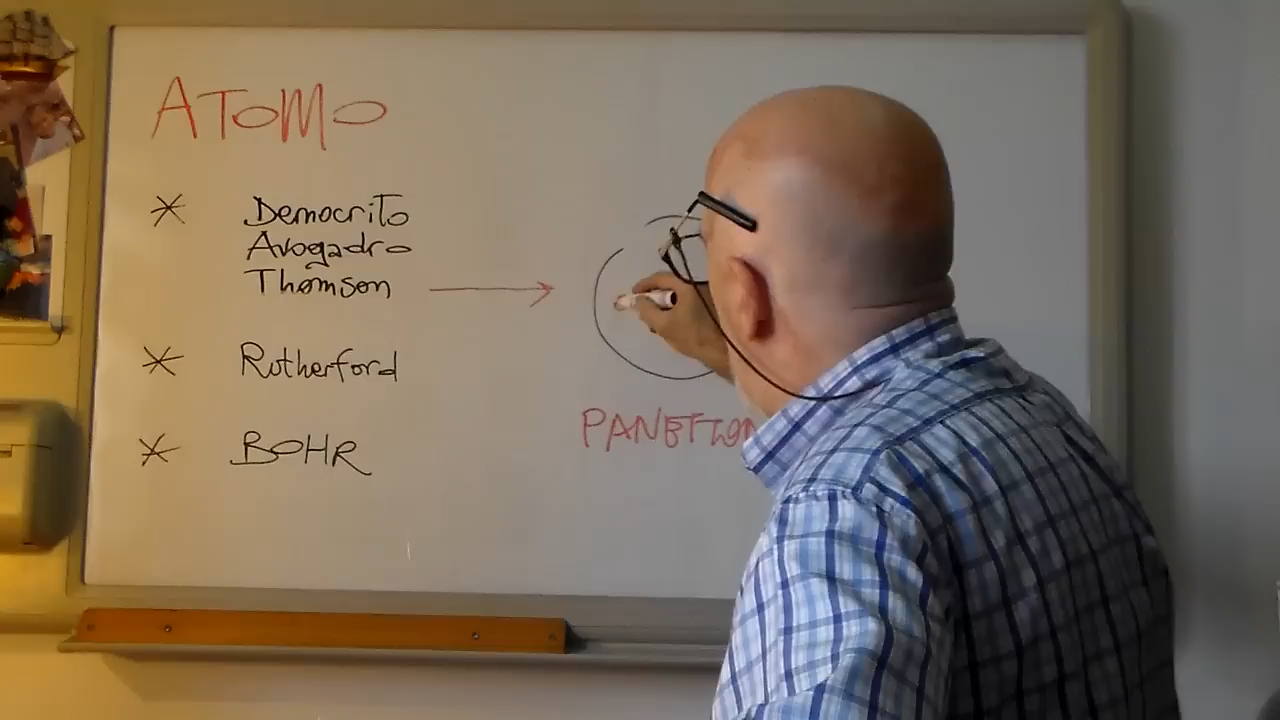 ATOMO
* Democrito
Avogadro
Thomson
* Rutherford
* BOHR